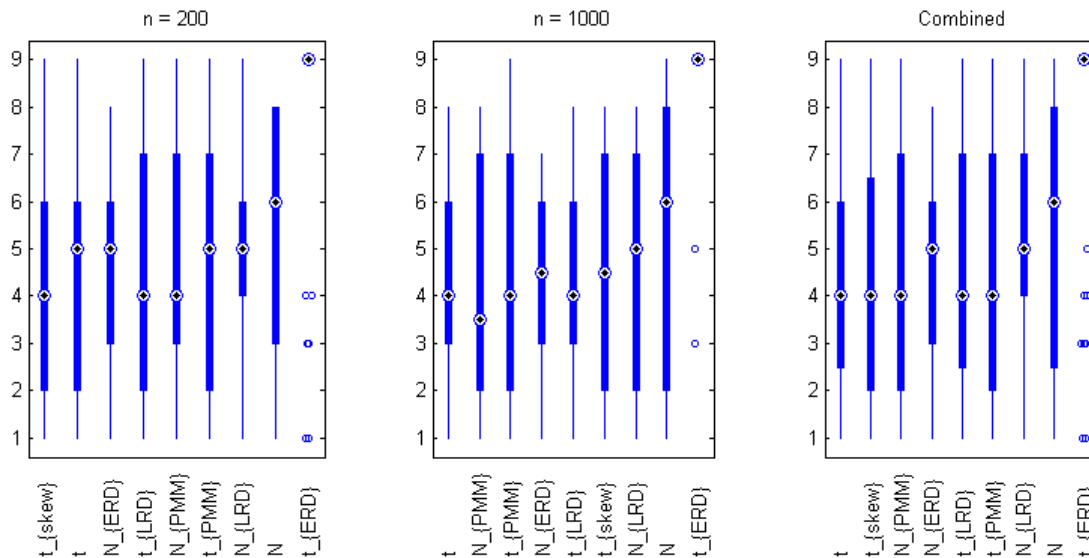 n = 200
9
8
7
6
5
4
3
2
1
t_{skew}
t
N_{ERD}
t_{LRD}
N_{PMM}
t_{PMM}
N_{LRD}
N
t_{ERD}
n = 1000
9
8
7
6
5
4
3
2
1
t
N_{PMM}
t_{PMM}
N_{ERD}
t_{LRD}
t_{skew}
N_{LRD}
N
t_{ERD}
Combined
9
8
7
6
5
4
3
2
1
t
t_{skew}
N_{PMM}
N_{ERD}
t_{LRD}
t_{PMM}
N_{LRD}
N
t_{ERD}